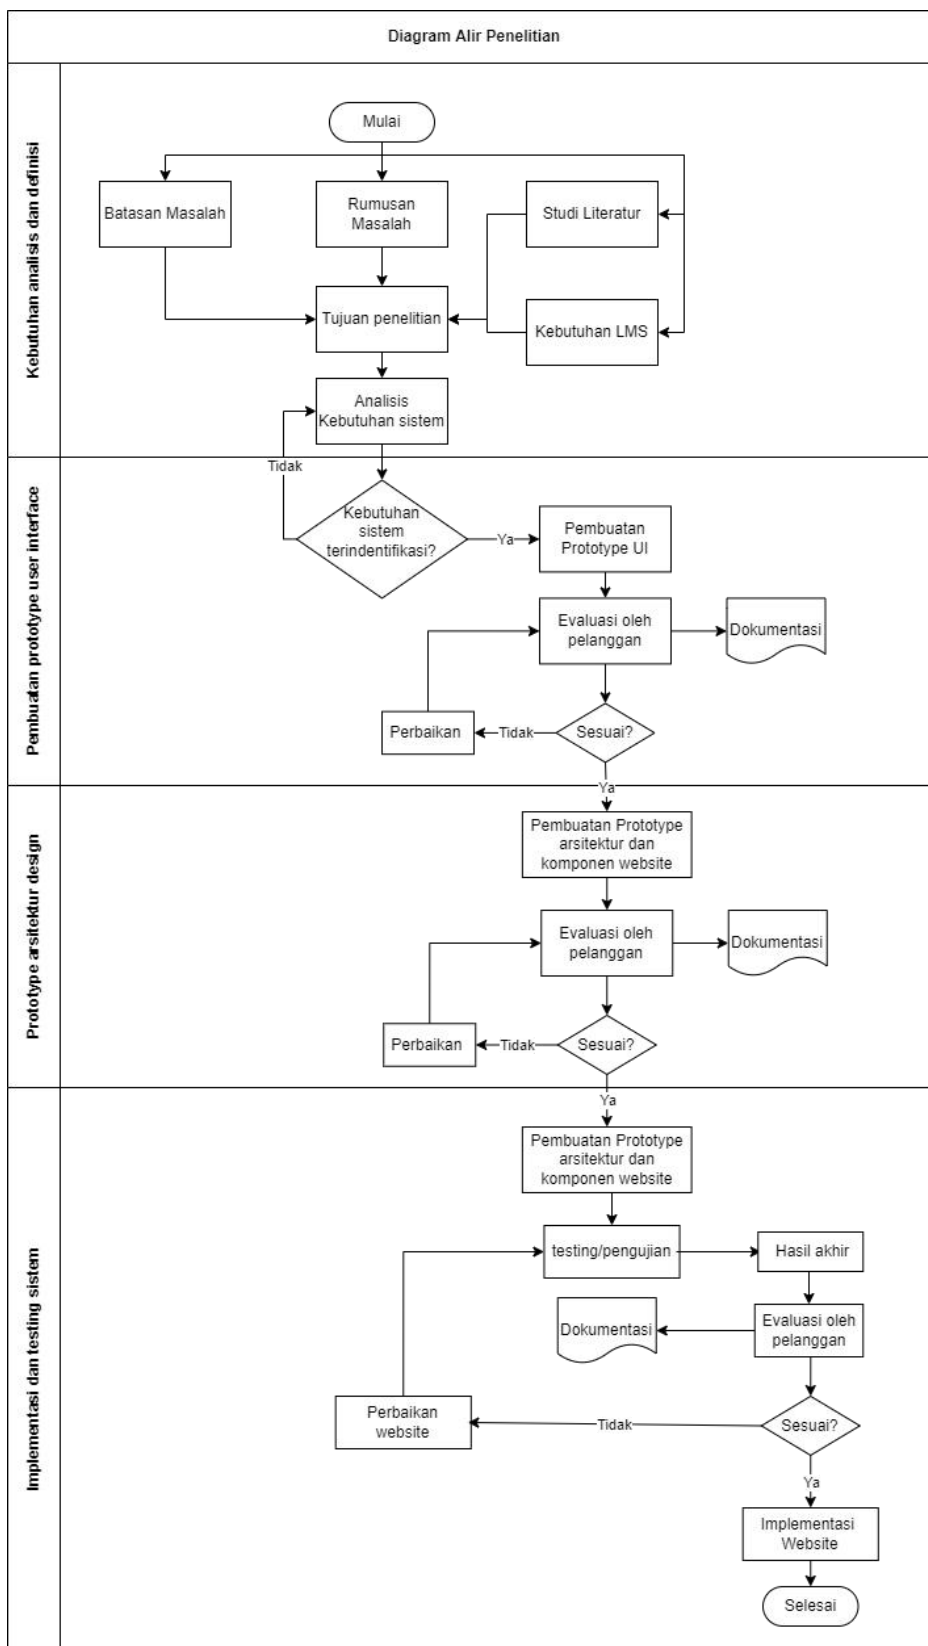 Diagram Alir Penelitian
Kebutuhan analisis dan definisi
Mulai
Batasan Masalah
Rumusan
Masalah
Studi Literatur
Tujuan penelitian
Kebutuhan LMS
Analisis
Kebutuhan sistem
Pembuatan prototype user interface
Tidak
Kebutuhan
sistem
terindentifikasi?
Ya
Pembuatan
Prototype UI
Evaluasi oleh
pelanggan
Dokumentasi
Perbaikan
Tidak
Sesuai?
Ya
Prototype arsitektur design
Pembuatan Prototype
arsitektur dan
komponen website
Evaluasi oleh
pelanggan
Dokumentasi
Perbaikan
Tidak
Sesuai?
Ya
Implementasi dan testing sistem
Pembuatan Prototype
arsitektur dan
komponen website
testing/pengujian
Hasil akhir
Dokumentasi
Evaluasi oleh
pelanggan
Perbaikan
website
Tidak
Sesuai?
Ya
Implementasi
Website
Selesai